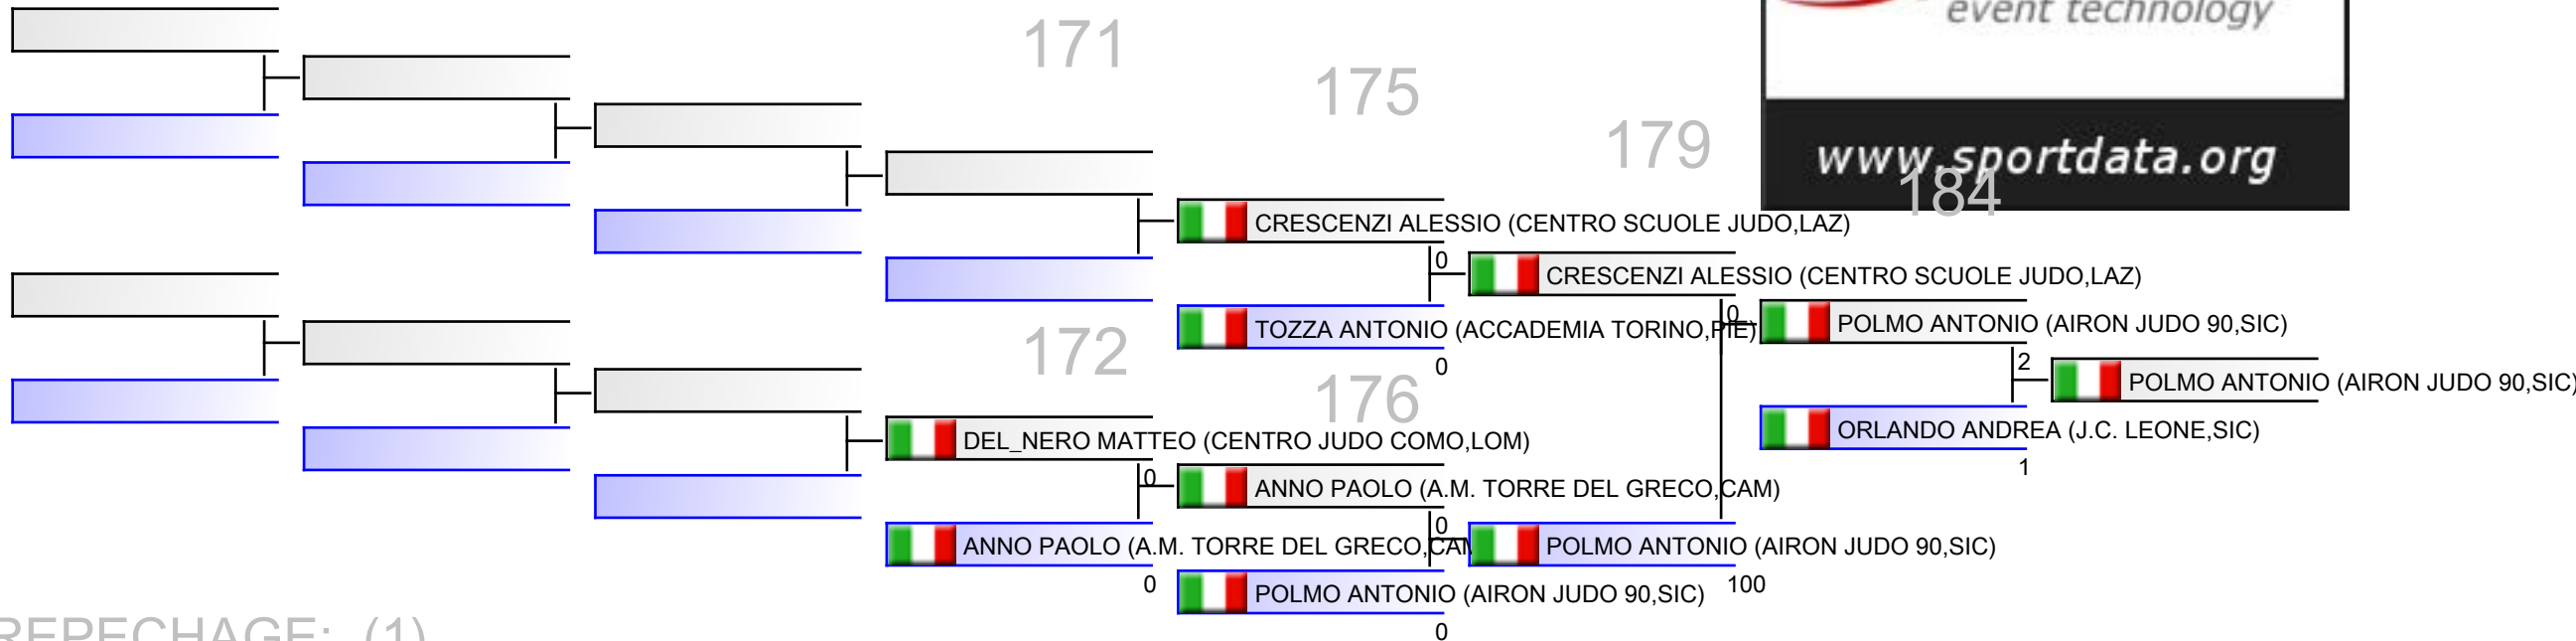 event technology
www.sportdata.org
171
175
179
184
CRESCENZI ALESSIO (CENTRO SCUOLE JUDO,LAZ)
0
CRESCENZI ALESSIO (CENTRO SCUOLE JUDO,LAZ)
0
TOZZA ANTONIO (ACCADEMIA TORINO,PIE)
0
POLMO ANTONIO (AIRON JUDO 90,SIC)
2
POLMO ANTONIO (AIRON JUDO 90,SIC)
ORLANDO ANDREA (J.C. LEONE,SIC)
1
172
176
DEL_NERO MATTEO (CENTRO JUDO COMO,LOM)
0
ANNO PAOLO (A.M. TORRE DEL GRECO,CAM)
0
ANNO PAOLO (A.M. TORRE DEL GRECO,CAM
0
POLMO ANTONIO (AIRON JUDO 90,SIC)
100
POLMO ANTONIO (AIRON JUDO 90,SIC)
0
REPECHAGE: (1)